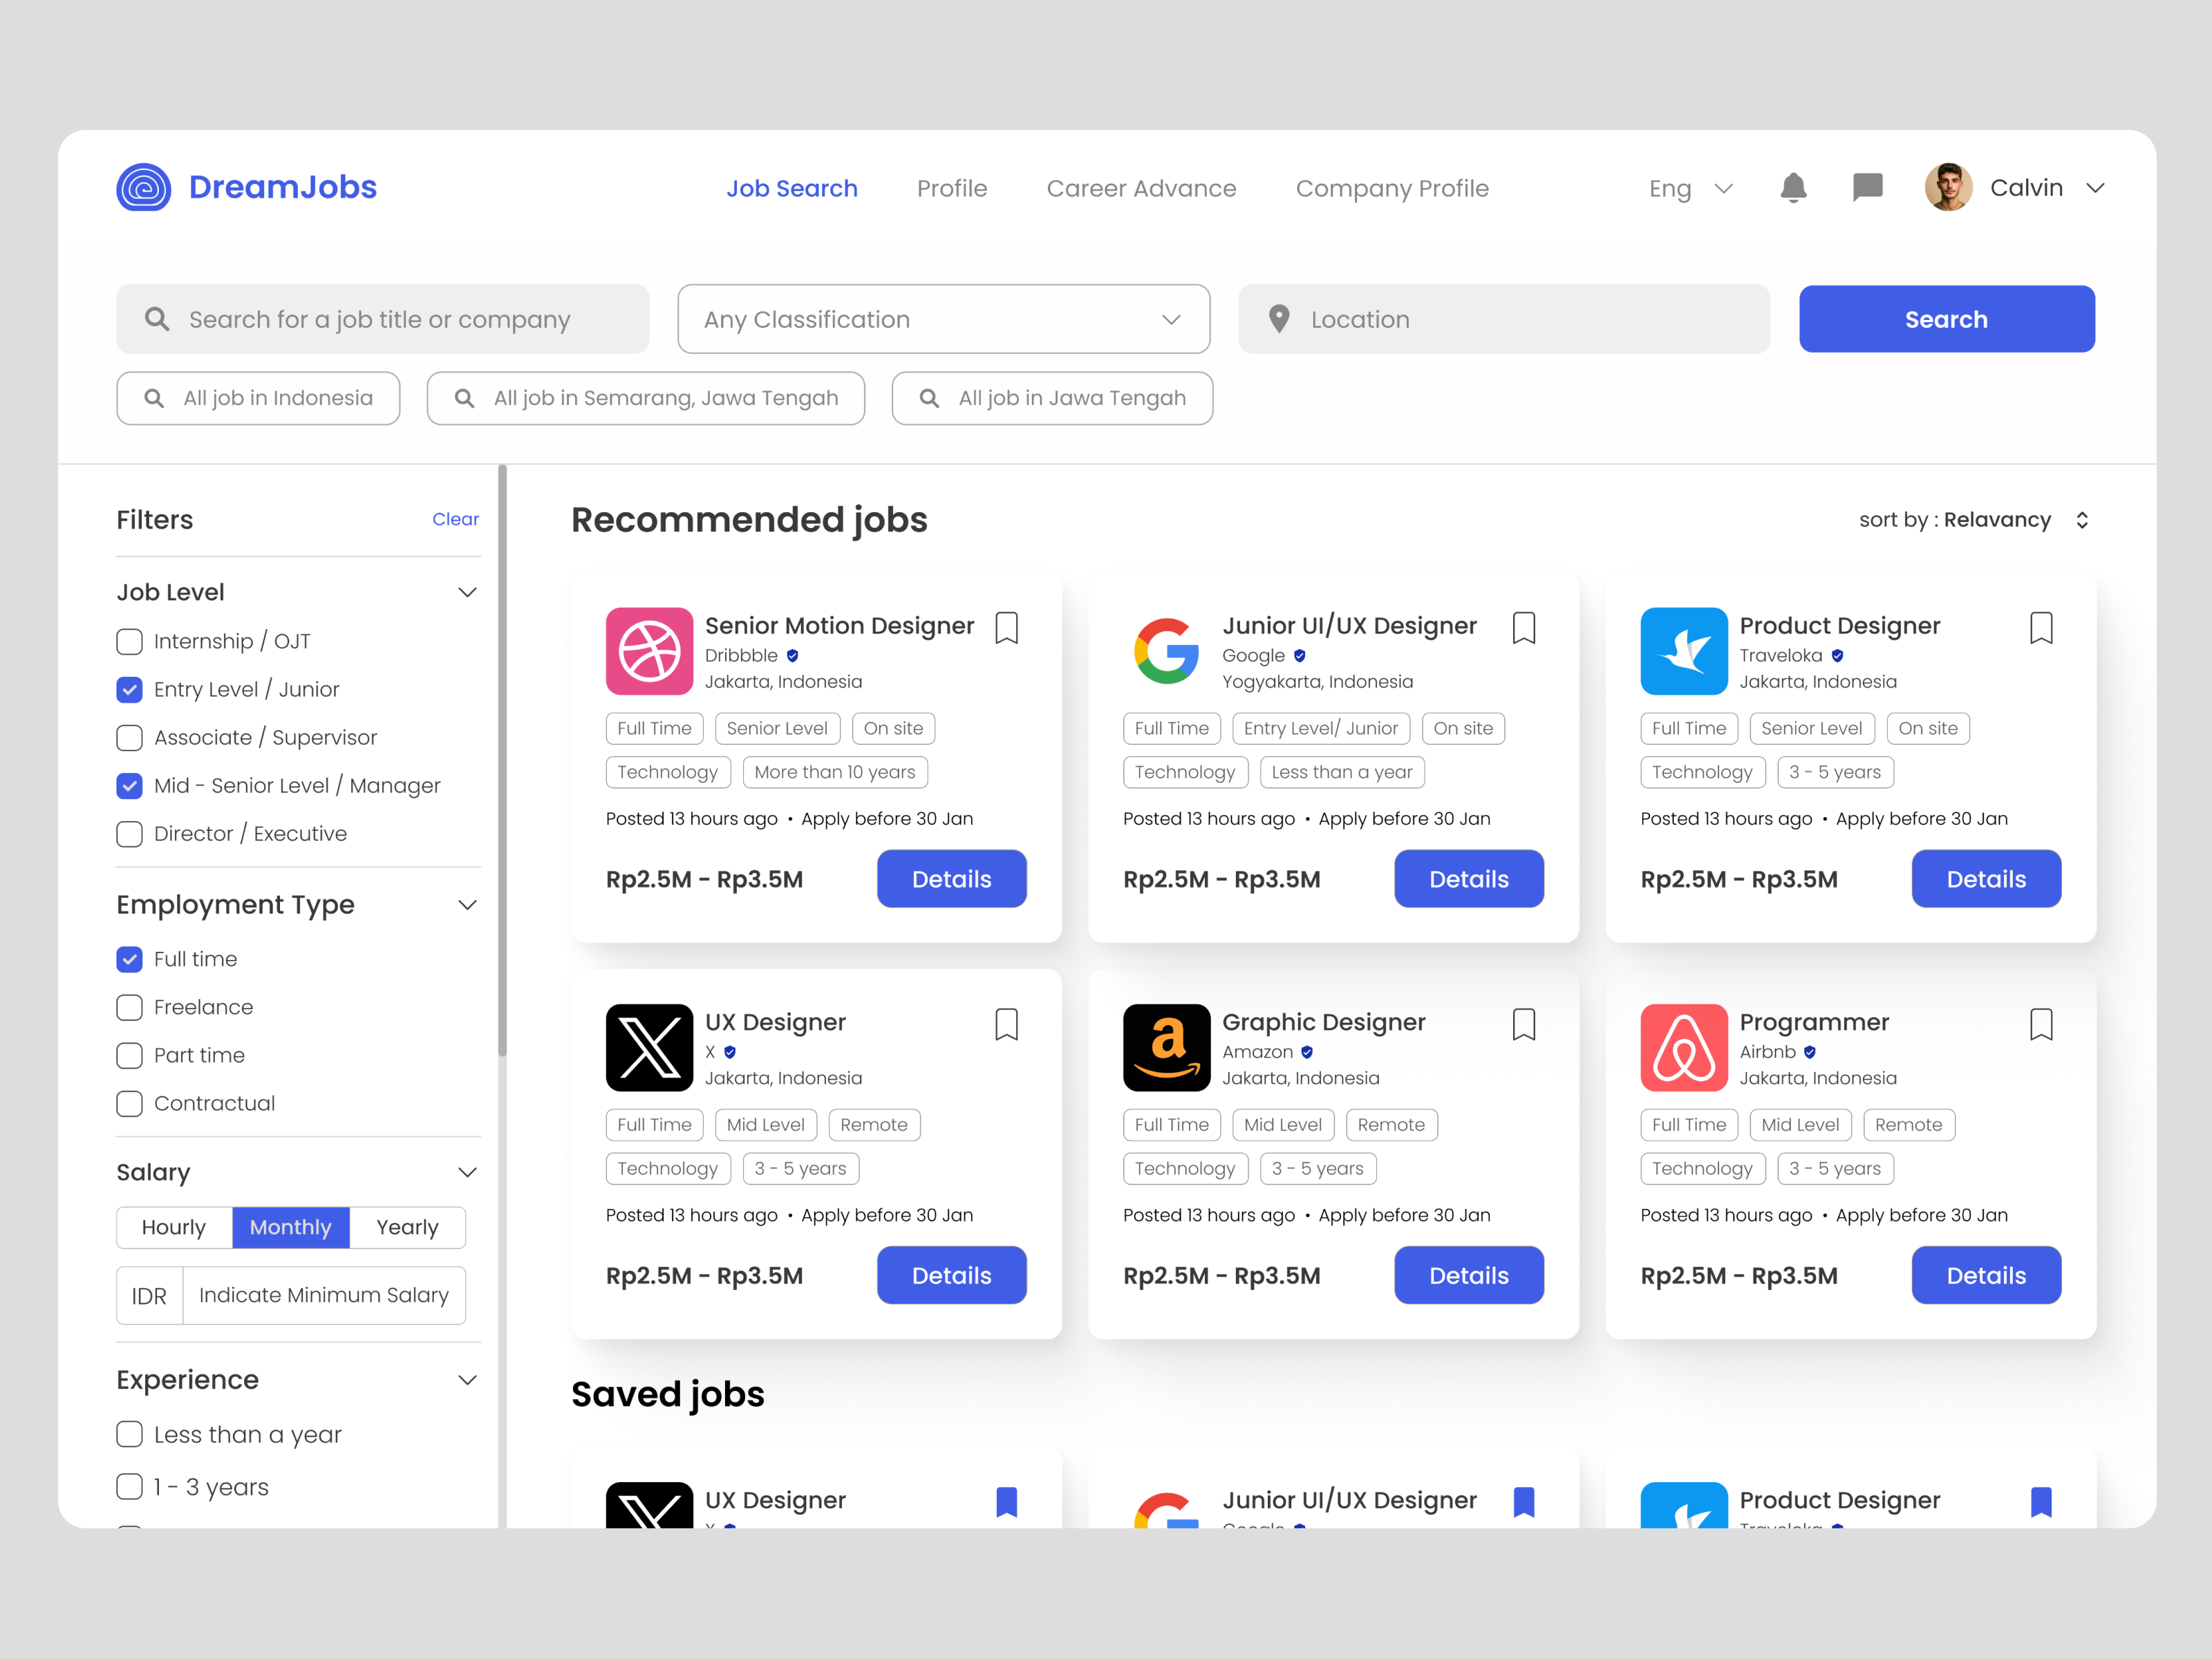 DreamJobs
Job Search
Profile
Career Advance
Company Profile
Eng
Calvin
Search for a job title or company
Any Classification
Location
Search
All job in Indonesia
All job in Semarang, Jawa Tengah
All job in Jawa Tengah
Filters
Clear
Job Level
Internship / OJT
Entry Level / Junior
Associate / Supervisor
Mid - Senior Level / Manager
Director / Executive
Employment Type
Full time
Freelance
Part time
Contractual
Salary
Hourly
Monthly
Yearly
IDR
Indicate Minimum Salary
Experience
Less than a year
1 - 3 years
Recommended jobs
sort by : Relavancy
Senior Motion Designer
Dribbble
Jakarta, Indonesia
Full Time
Senior Level
On site
Technology
More than 10 years
Posted 13 hours ago • Apply before 30 Jan
Rp2.5M - Rp3.5M
Details
Junior UI/UX Designer
Google
Yogyakarta, Indonesia
Full Time
Entry Level/ Junior
On site
Technology
Less than a year
Posted 13 hours ago • Apply before 30 Jan
Rp2.5M - Rp3.5M
Details
Product Designer
Traveloka
Jakarta, Indonesia
Full Time
Senior Level
On site
Technology
3 - 5 years
Posted 13 hours ago • Apply before 30 Jan
Rp2.5M - Rp3.5M
Details
UX Designer
X
Jakarta, Indonesia
Full Time
Mid Level
Remote
Technology
3 - 5 years
Posted 13 hours ago • Apply before 30 Jan
Rp2.5M - Rp3.5M
Details
Graphic Designer
Amazon
Jakarta, Indonesia
Full Time
Mid Level
Remote
Technology
3 - 5 years
Posted 13 hours ago • Apply before 30 Jan
Rp2.5M - Rp3.5M
Details
Programmer
Airbnb
Jakarta, Indonesia
Full Time
Mid Level
Remote
Technology
3 - 5 years
Posted 13 hours ago • Apply before 30 Jan
Rp2.5M - Rp3.5M
Details
Saved jobs
UX Designer
Junior UI/UX Designer
Product Designer